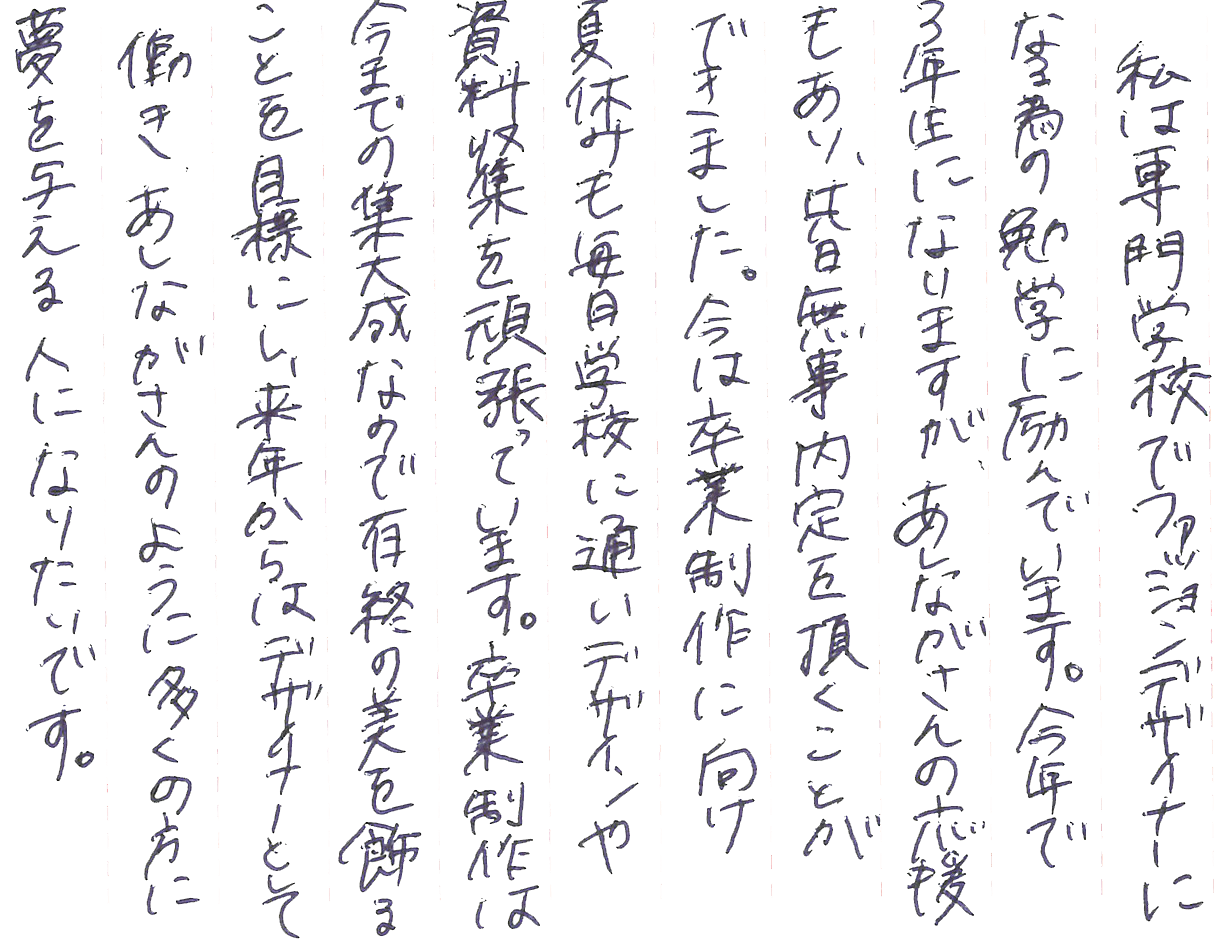 私は専門学校でファッションデザイナーに
なる為の勉学に励んでいます。今年で
3年生になりますが、あしながさんの応援
もあり、先日無事内定を頂くことが
できました。今は卒業制作に向け
夏休みも毎日学校に通いデザインや
資料収集を頑張っています。卒業制作は
今までの集大成なので有終の美を飾る
ことを目標にし、来年からはデザイナーとして
働き、あしながさんのように多くの方に
夢を与える人になりたいです。